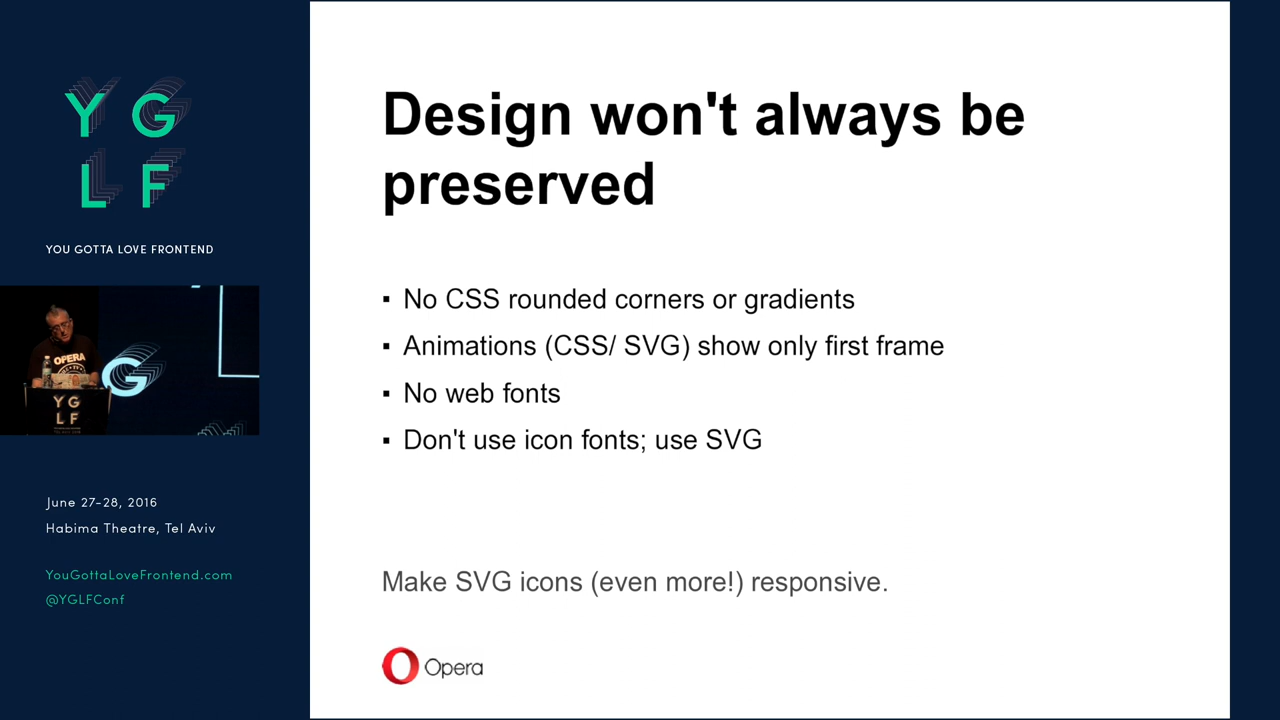 Y G
L F
YOU GOTTA LOVE FRONTEND
OPERA
G
Y G
L F
June 27-28, 2016
Habima Theatre, Tel Aviv
YouGottaLoveFrontend.com
@YGLFConf
Design won't always be
preserved
▪ No CSS rounded corners or gradients
▪ Animations (CSS/ SVG) show only first frame
▪ No web fonts
▪ Don't use icon fonts; use SVG
Make SVG icons (even more!) responsive.
Opera